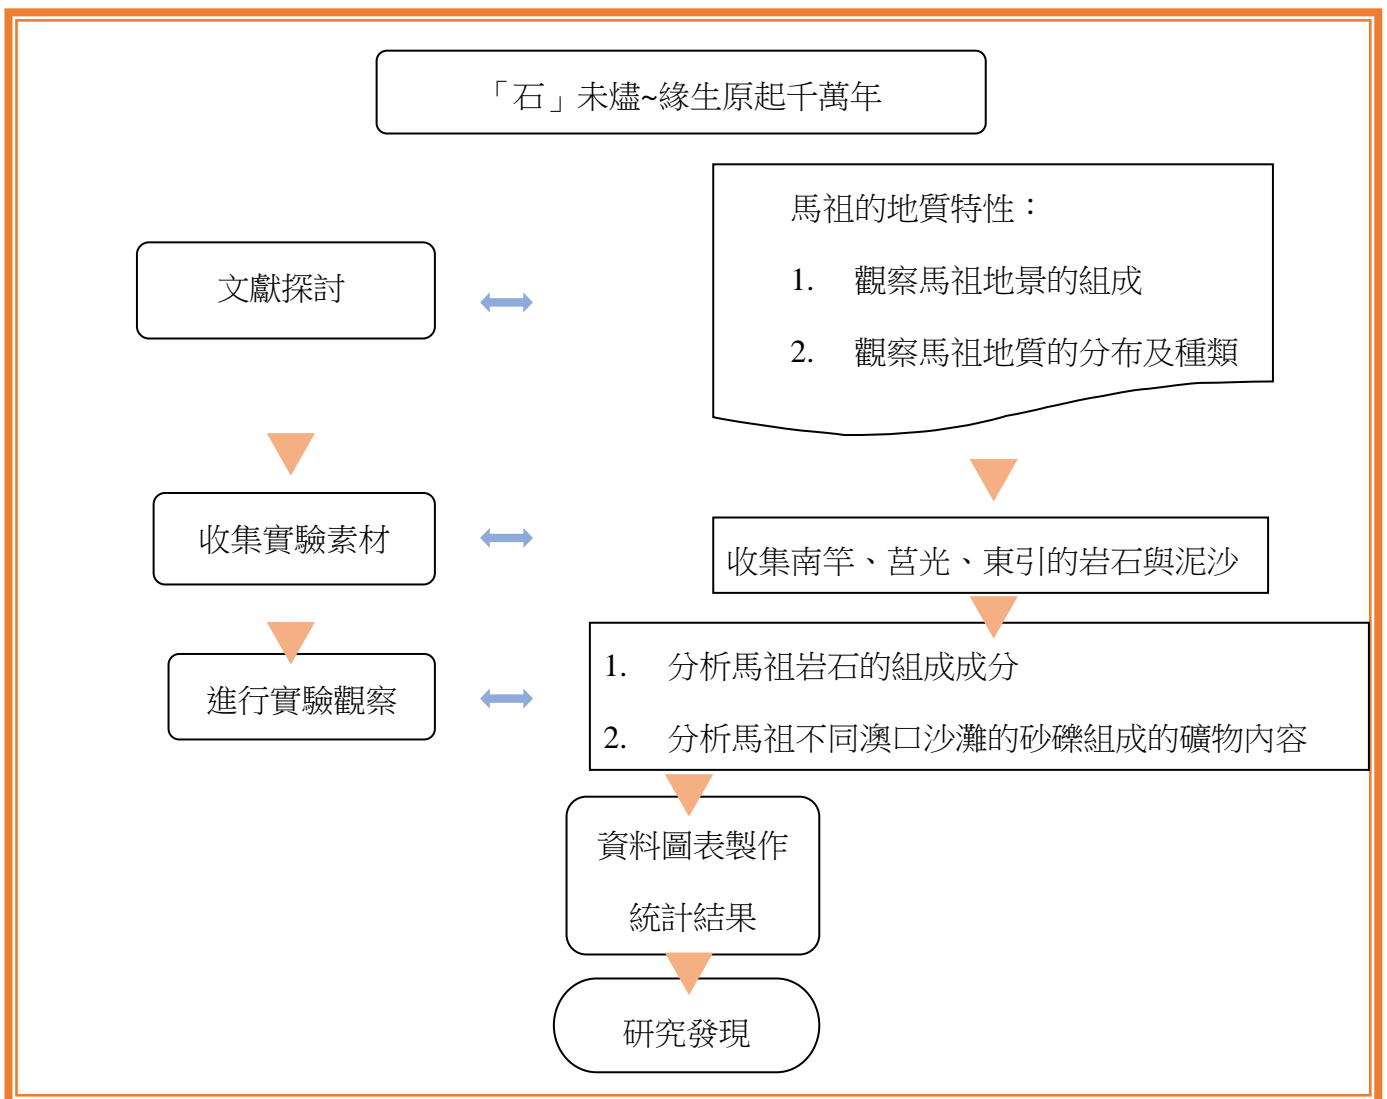 「石」未燼~緣生原起千萬年
文獻探討
馬祖的地質特性：
1. 觀察馬祖地景的組成
2. 觀察馬祖地質的分布及種類
收集實驗素材
收集南竿、莒光、東引的岩石與泥沙
進行實驗觀察
1. 分析馬祖岩石的組成成分
2. 分析馬祖不同澳口沙灘的砂礫組成的礦物內容
資料圖表製作
統計結果
研究發現